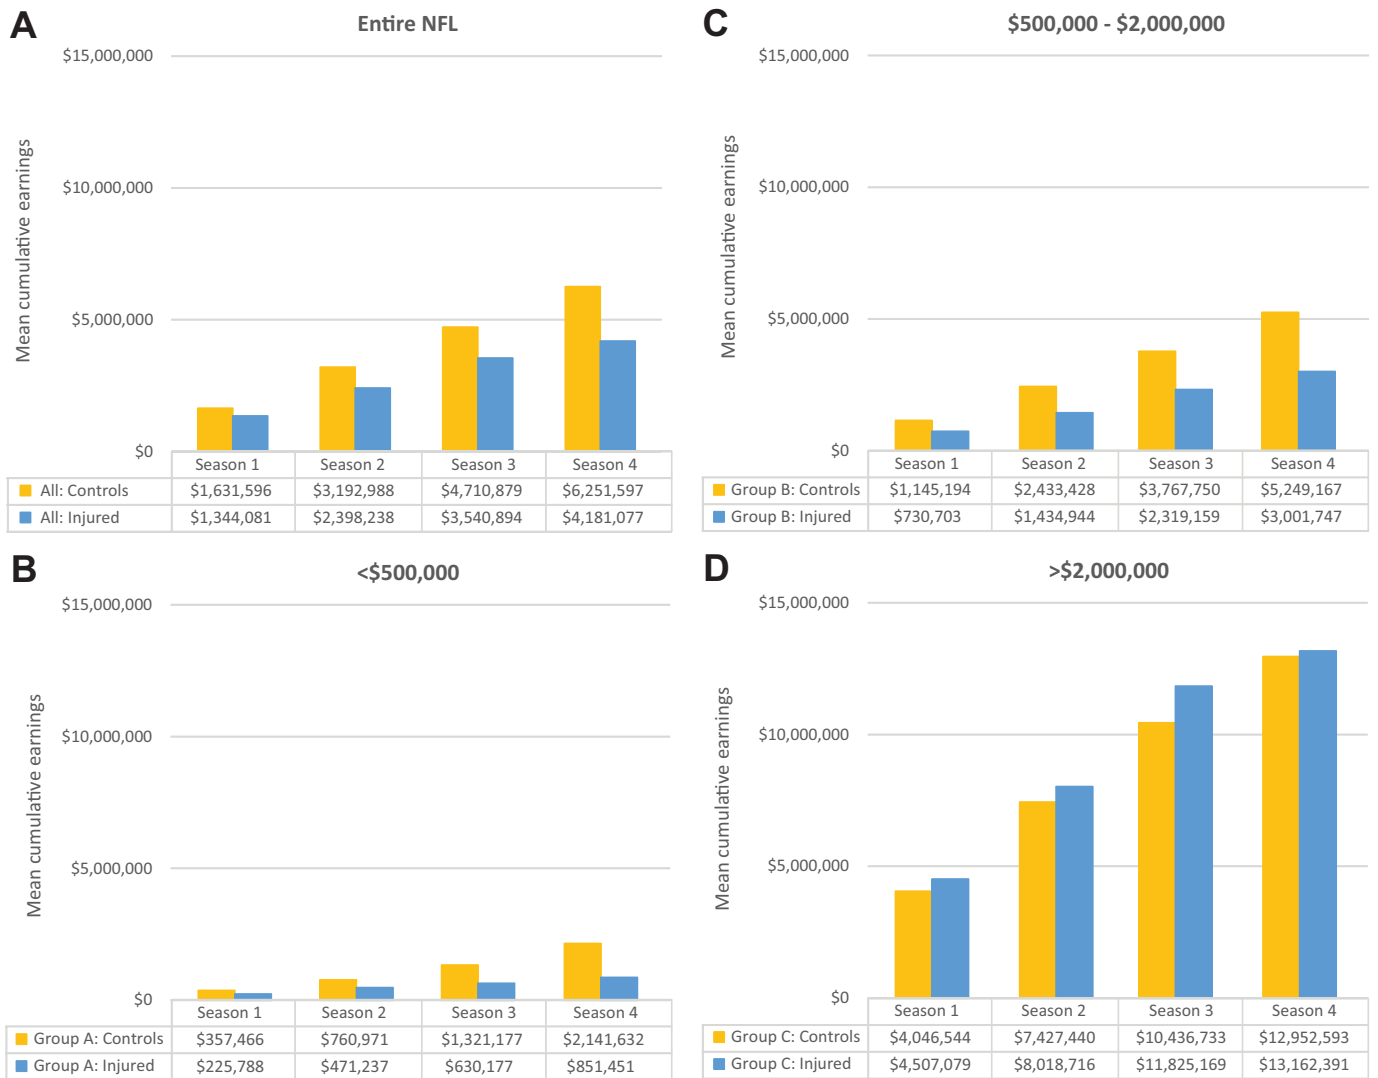 A
Entire NFL
Mean cumulative earnings
$15,000,000
$10,000,000
$5,000,000
$0
Season 1 Season 2 Season 3 Season 4
All: Controls $1,631,596 $3,192,988 $4,710,879 $6,251,597
All: Injured $1,344,081 $2,398,238 $3,540,894 $4,181,077
B
<$500,000
Mean cumulative earnings
$15,000,000
$10,000,000
$5,000,000
$0
Season 1 Season 2 Season 3 Season 4
Group A: Controls $357,466 $760,971 $1,321,177 $2,141,632
Group A: Injured $225,788 $471,237 $630,177 $851,451
C
$500,000 - $2,000,000
Mean cumulative earnings
$15,000,000
$10,000,000
$5,000,000
$0
Season 1 Season 2 Season 3 Season 4
Group B: Controls $1,145,194 $2,433,428 $3,767,750 $5,249,167
Group B: Injured $730,703 $1,434,944 $2,319,159 $3,001,747
D
>$2,000,000
Mean cumulative earnings
$15,000,000
$10,000,000
$5,000,000
$0
Season 1 Season 2 Season 3 Season 4
Group C: Controls $4,046,544 $7,427,440 $10,436,733 $12,952,593
Group C: Injured $4,507,079 $8,018,716 $11,825,169 $13,162,391